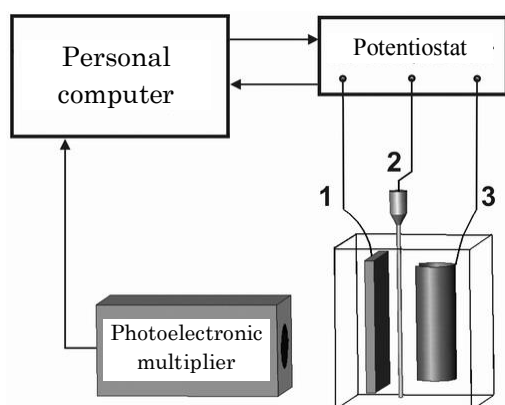 Personal
computer
Potentiostat
1
2
3
Photoelectronic
multiplier